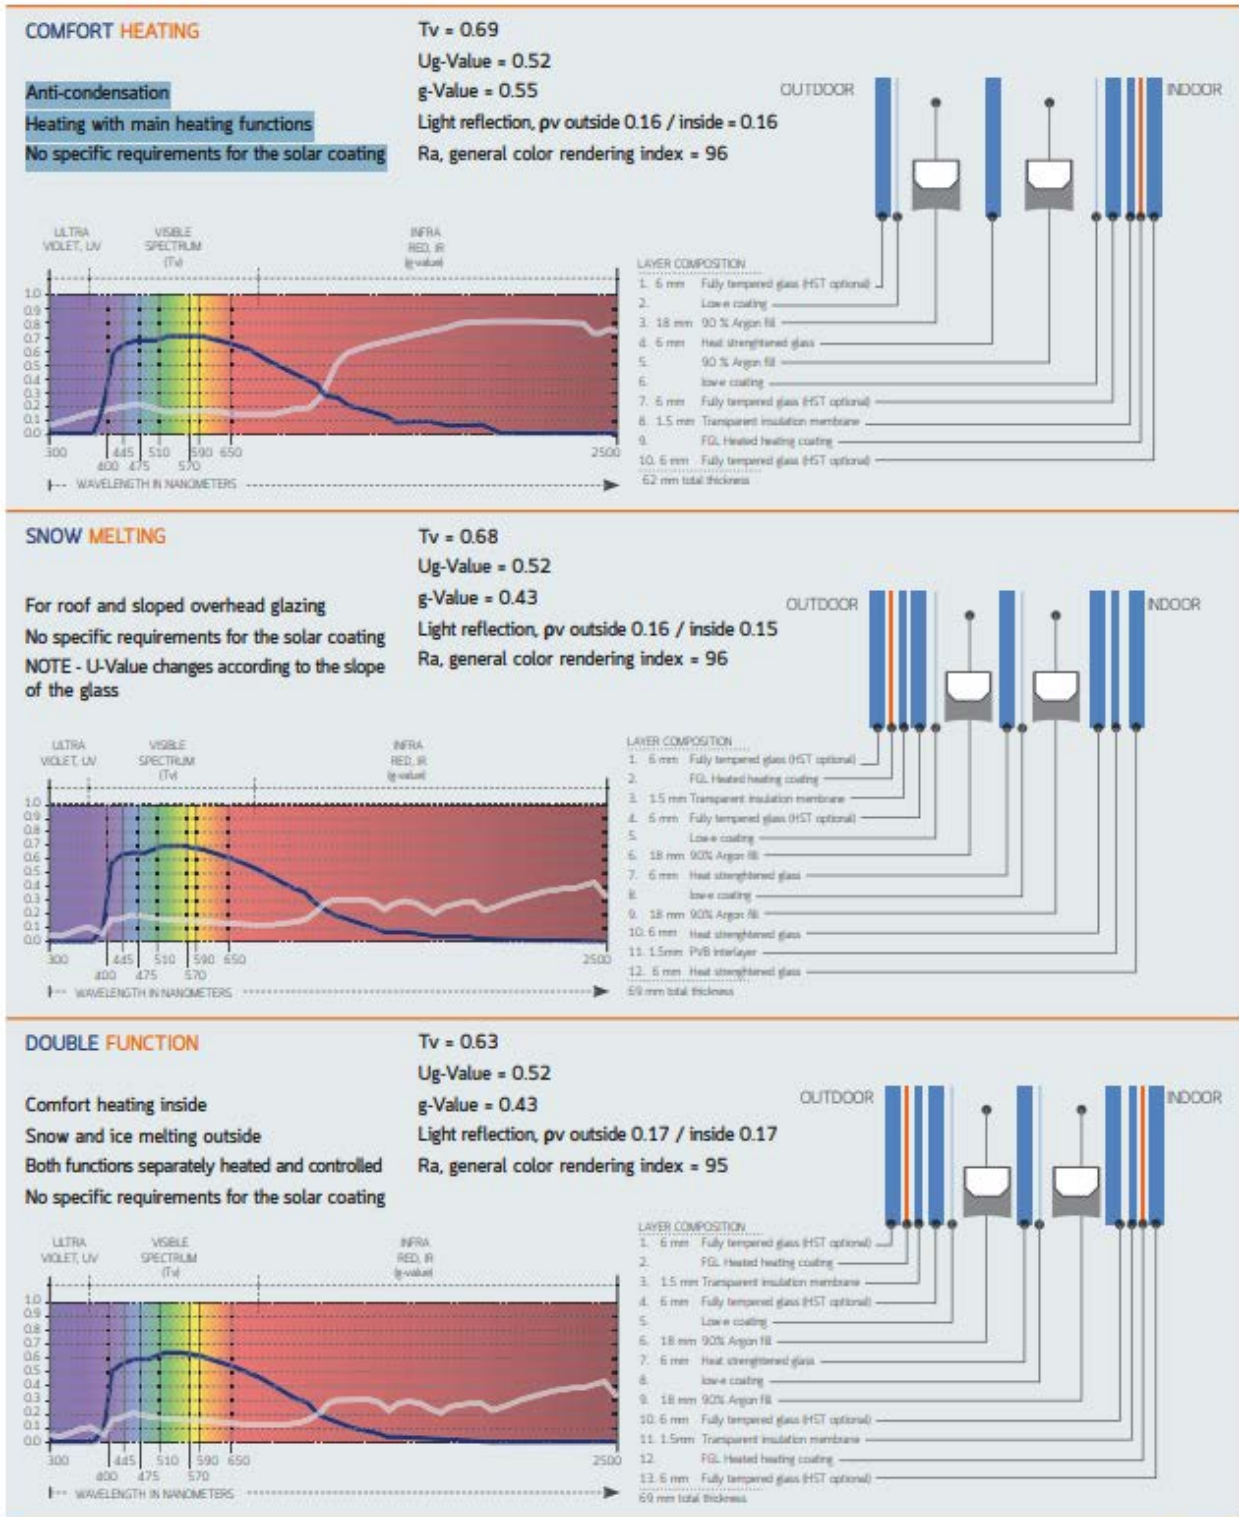 COMFORT HEATING
Anti-condensation
Heating with main heating functions
No specific requirements for the solar coating
Tv = 0.69
Ug-Value = 0.52
g-Value = 0.55
Light reflection, ρv outside 0.16 / inside = 0.16
Ra, general color rendering index = 96
OUTDOOR
INDOOR
ULTRA VIOLET, UV
VISIBLE SPECTRUM (Tv)
INFRA RED, IR (g-value)
1.0
0.9
0.8
0.7
0.6
0.5
0.4
0.3
0.2
0.1
0.0
300 445 510 590 650 2500
400 475 570
WAVELENGTH IN NANOMETERS
LAYER COMPOSITION
1. 6 mm Fully tempered glass (HST optional)
2. Low-e coating
3. 18 mm 90 % Argon fill
4. 6 mm Heat strenghtened glass
5. 90 % Argon fill
6. low-e coating
7. 6 mm Fully tempered glass (HST optional)
8. 1.5 mm Transparent insulation membrane
9. FGL Heated heating coating
10. 6 mm Fully tempered glass (HST optional)
62 mm total thickness
SNOW MELTING
For roof and sloped overhead glazing
No specific requirements for the solar coating
NOTE - U-Value changes according to the slope
of the glass
Tv = 0.68
Ug-Value = 0.52
g-Value = 0.43
Light reflection, ρv outside 0.16 / inside 0.15
Ra, general color rendering index = 96
OUTDOOR
INDOOR
ULTRA VIOLET, UV
VISIBLE SPECTRUM (Tv)
INFRA RED, IR (g-value)
1.0
0.9
0.8
0.7
0.6
0.5
0.4
0.3
0.2
0.1
0.0
300 445 510 590 650 2500
400 475 570
WAVELENGTH IN NANOMETERS
LAYER COMPOSITION
1. 6 mm Fully tempered glass (HST optional)
2. FGL Heated heating coating
3. 1.5 mm Transparent insulation membrane
4. 6 mm Fully tempered glass (HST optional)
5. Low-e coating
6. 18 mm 90% Argon fill
7. 6 mm Heat strenghtened glass
8. low-e coating
9. 18 mm 90% Argon fill
10. 6 mm Heat strenghtened glass
11. 1.5mm PVB interlayer
12. 6 mm Heat strenghtened glass
69 mm total thickness
DOUBLE FUNCTION
Comfort heating inside
Snow and ice melting outside
Both functions separately heated and controlled
No specific requirements for the solar coating
Tv = 0.63
Ug-Value = 0.52
g-Value = 0.43
Light reflection, ρv outside 0.17 / inside 0.17
Ra, general color rendering index = 95
OUTDOOR
INDOOR
ULTRA VIOLET, UV
VISIBLE SPECTRUM (Tv)
INFRA RED, IR (g-value)
1.0
0.9
0.8
0.7
0.6
0.5
0.4
0.3
0.2
0.1
0.0
300 445 510 590 650 2500
400 475 570
WAVELENGTH IN NANOMETERS
LAYER COMPOSITION
1. 6 mm Fully tempered glass (HST optional)
2. FGL Heated heating coating
3. 1.5 mm Transparent insulation membrane
4. 6 mm Fully tempered glass (HST optional)
5. Low-e coating
6. 18 mm 90% Argon fill
7. 6 mm Heat strenghtened glass
8. low-e coating
9. 18 mm 90% Argon fill
10. 6 mm Fully tempered glass (HST optional)
11. 1.5mm Transparent insulation membrane
12. FGL Heated heating coating
13. 6 mm Fully tempered glass (HST optional)
69 mm total thickness